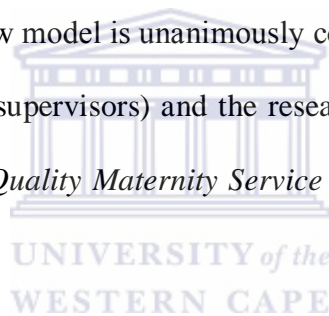 w model is unanimously co
supervisors) and the resea
Quality Maternity Service
UNIVERSITY of the
WESTERN CAPE